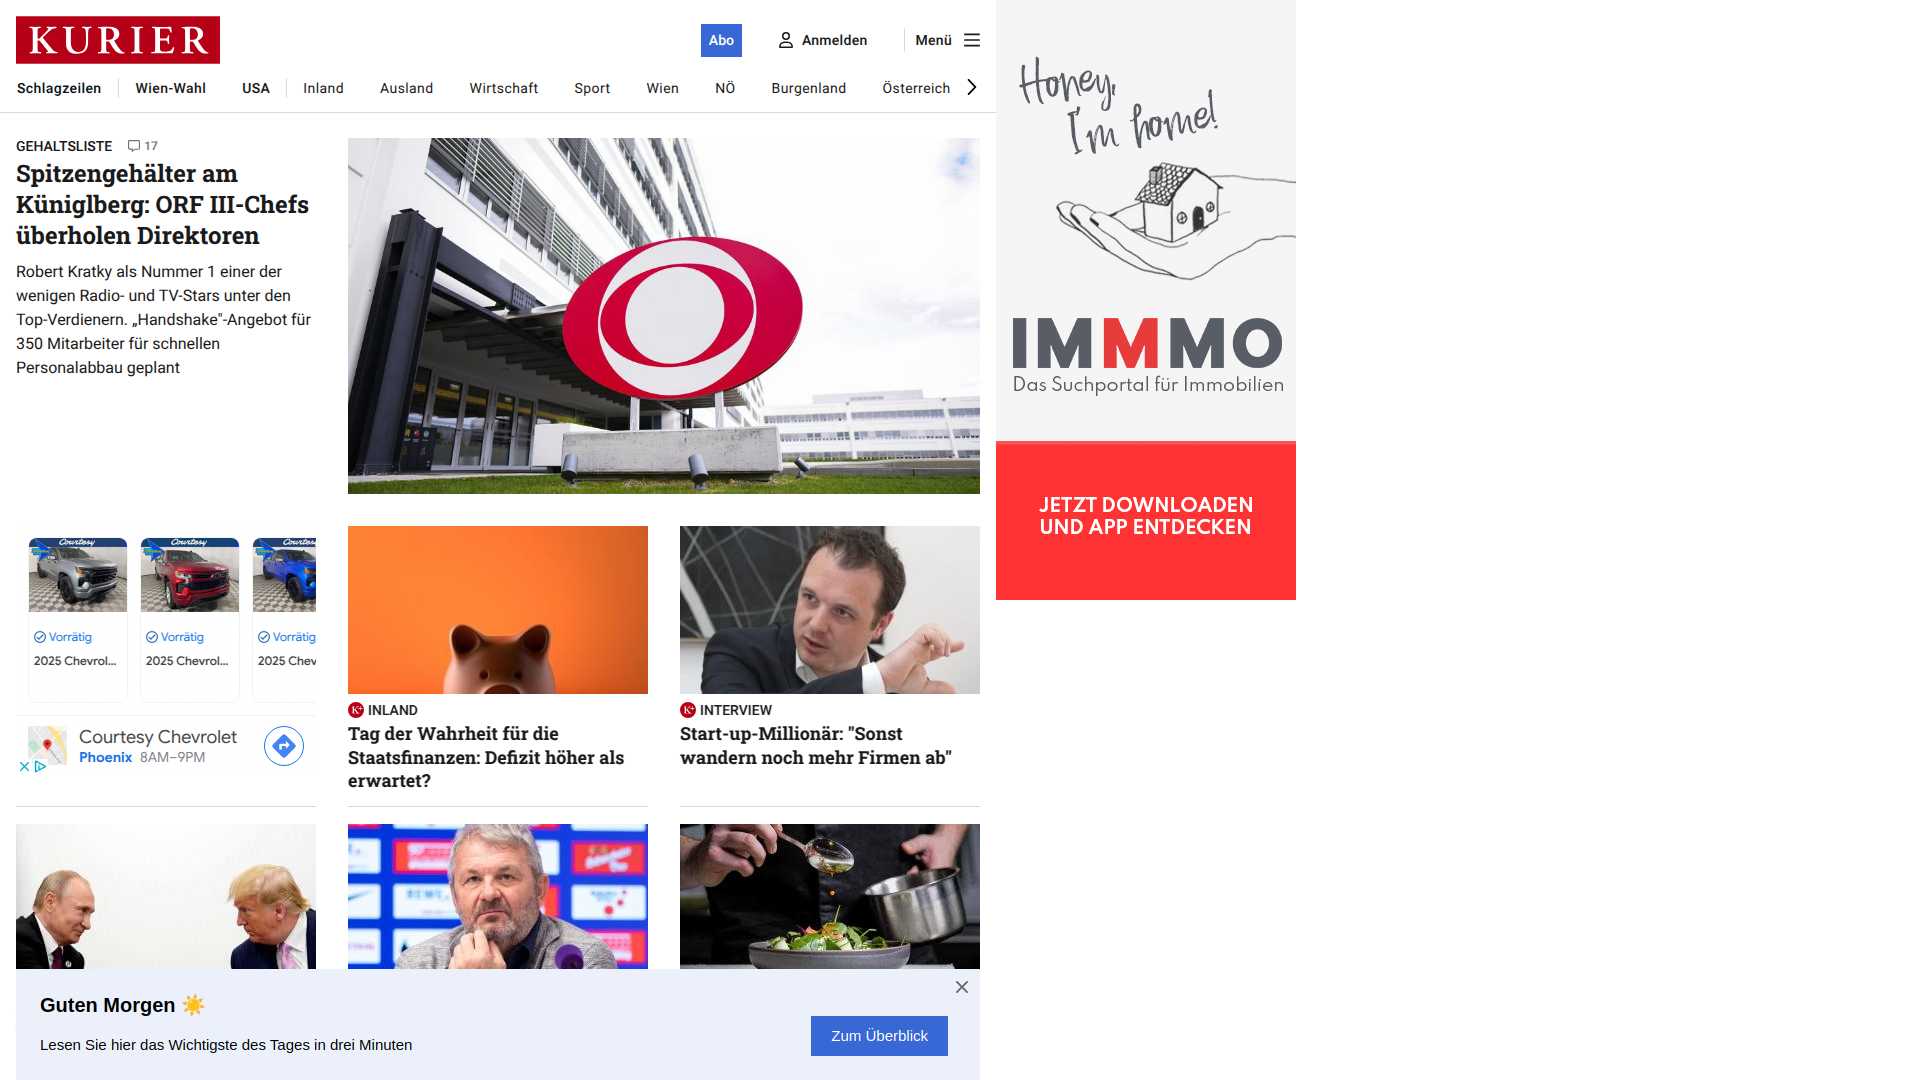 KURIER
Abo
Anmelden
Menü
Schlagzeilen
Wien-Wahl
USA
Inland
Ausland
Wirtschaft
Sport
Wien
NÖ
Burgenland
Österreich
GEHALTSLISTE 17
Spitzengehälter am
Küniglberg: ORF III-Chefs
überholen Direktoren
Robert Kratky als Nummer 1 einer der
wenigen Radio- und TV-Stars unter den
Top-Verdienern. „Handshake"-Angebot für
350 Mitarbeiter für schnellen
Personalabbau geplant
Honey,
I'm home!
IMMMO
Das Suchportal für Immobilien
JETZT DOWNLOADEN
UND APP ENTDECKEN
Courtesy
Courtesy
Courtesy
Vorrätig
Vorrätig
Vorrätig
2025 Chevrol...
2025 Chevrol...
2025 Chev
Courtesy Chevrolet
Phoenix 8AM–9PM
K+ INLAND
Tag der Wahrheit für die
Staatsfinanzen: Defizit höher als
erwartet?
K+ INTERVIEW
Start-up-Millionär: "Sonst
wandern noch mehr Firmen ab"
Guten Morgen ☀️
Lesen Sie hier das Wichtigste des Tages in drei Minuten
Zum Überblick